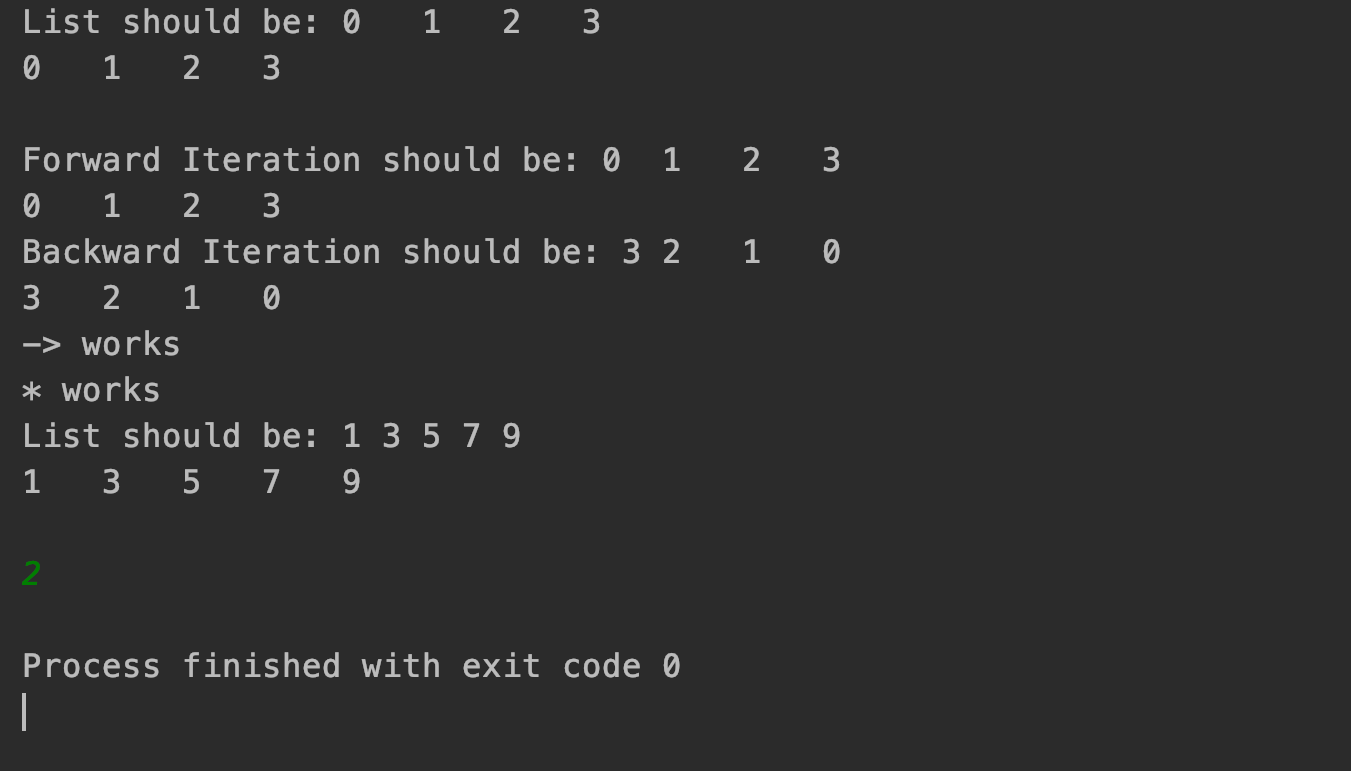 List should be: 0   1   2   3
0   1   2   3
Forward Iteration should be: 0  1   2   3
0   1   2   3
Backward Iteration should be: 3 2   1   0
3   2   1   0
-> works
* works
List should be: 1 3 5 7 9
1   3   5   7   9
2
Process finished with exit code 0